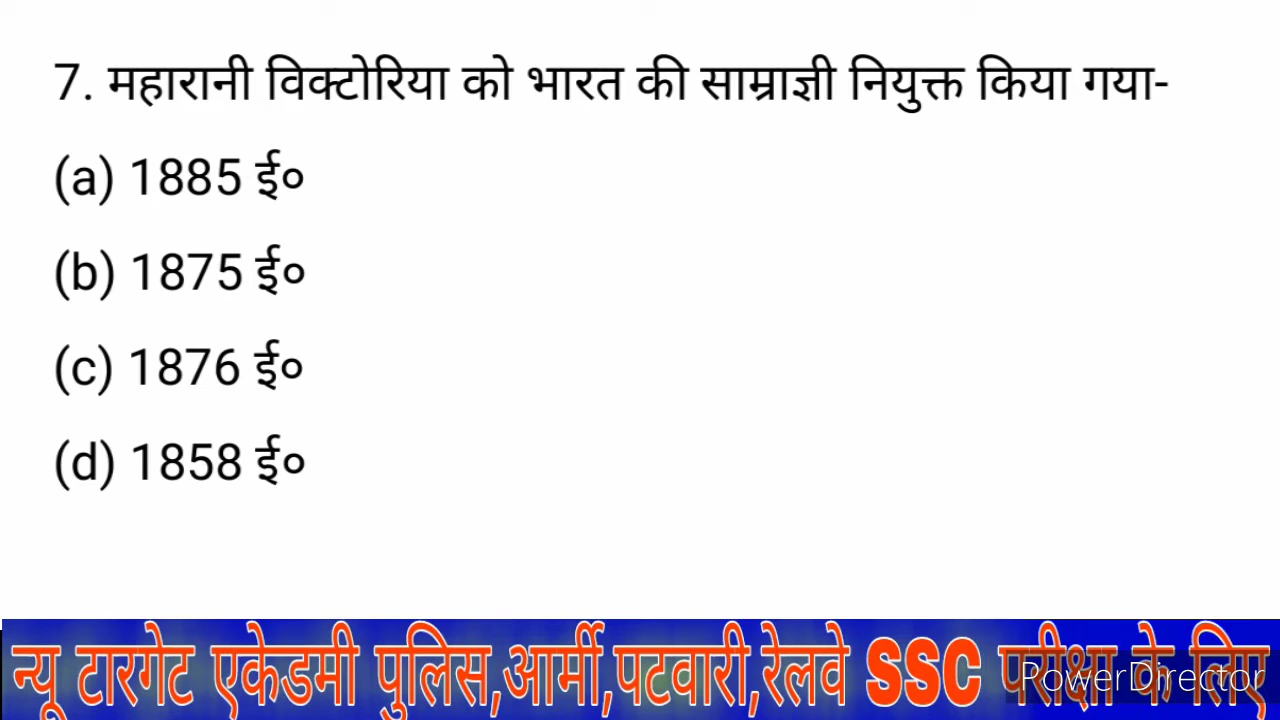 7. महारानी विक्टोरिया को भारत की साम्राज्ञी नियुक्त किया गया-
(a) 1885 ई०
(b) 1875 ई०
(c) 1876 ई०
(d) 1858 ई०
न्यू टारगेट एकेडमी पुलिस,आर्मी,पटवारी,रेलवे SSC परीक्षा के लिए
PowerDirector